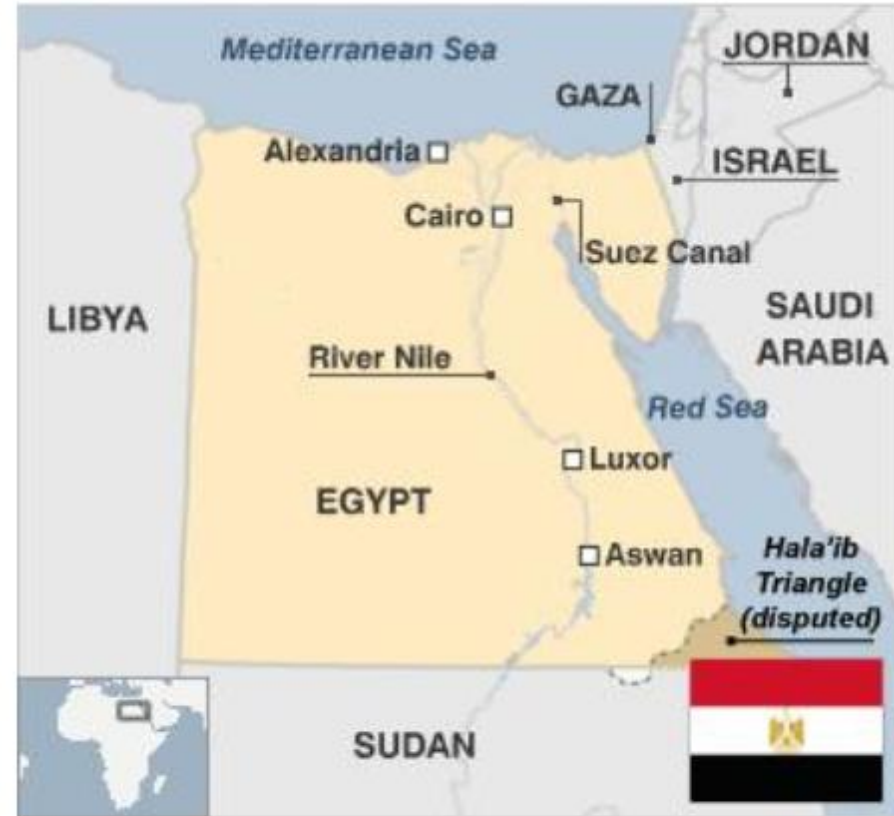 Mediterranean Sea
JORDAN
GAZA
Alexandria
ISRAEL
Cairo
Suez Canal
LIBYA
SAUDI
ARABIA
River Nile
Red Sea
Luxor
EGYPT
Aswan
Hala'ib
Triangle
(disputed)
SUDAN